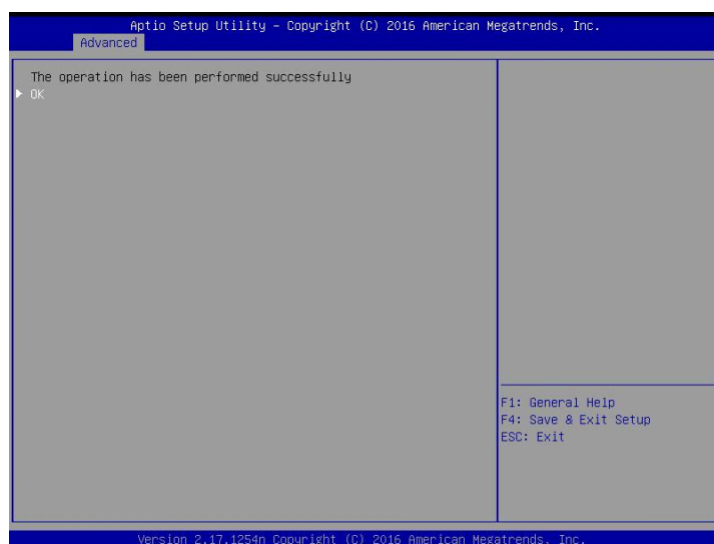 Aptio Setup Utility – Copyright (C) 2016 American Megatrends, Inc.
Advanced
The operation has been performed successfully
▶ OK
F1: General Help
F4: Save & Exit Setup
ESC: Exit
Version 2.17.1254n Copyright (C) 2016 American Megatrends, Inc.